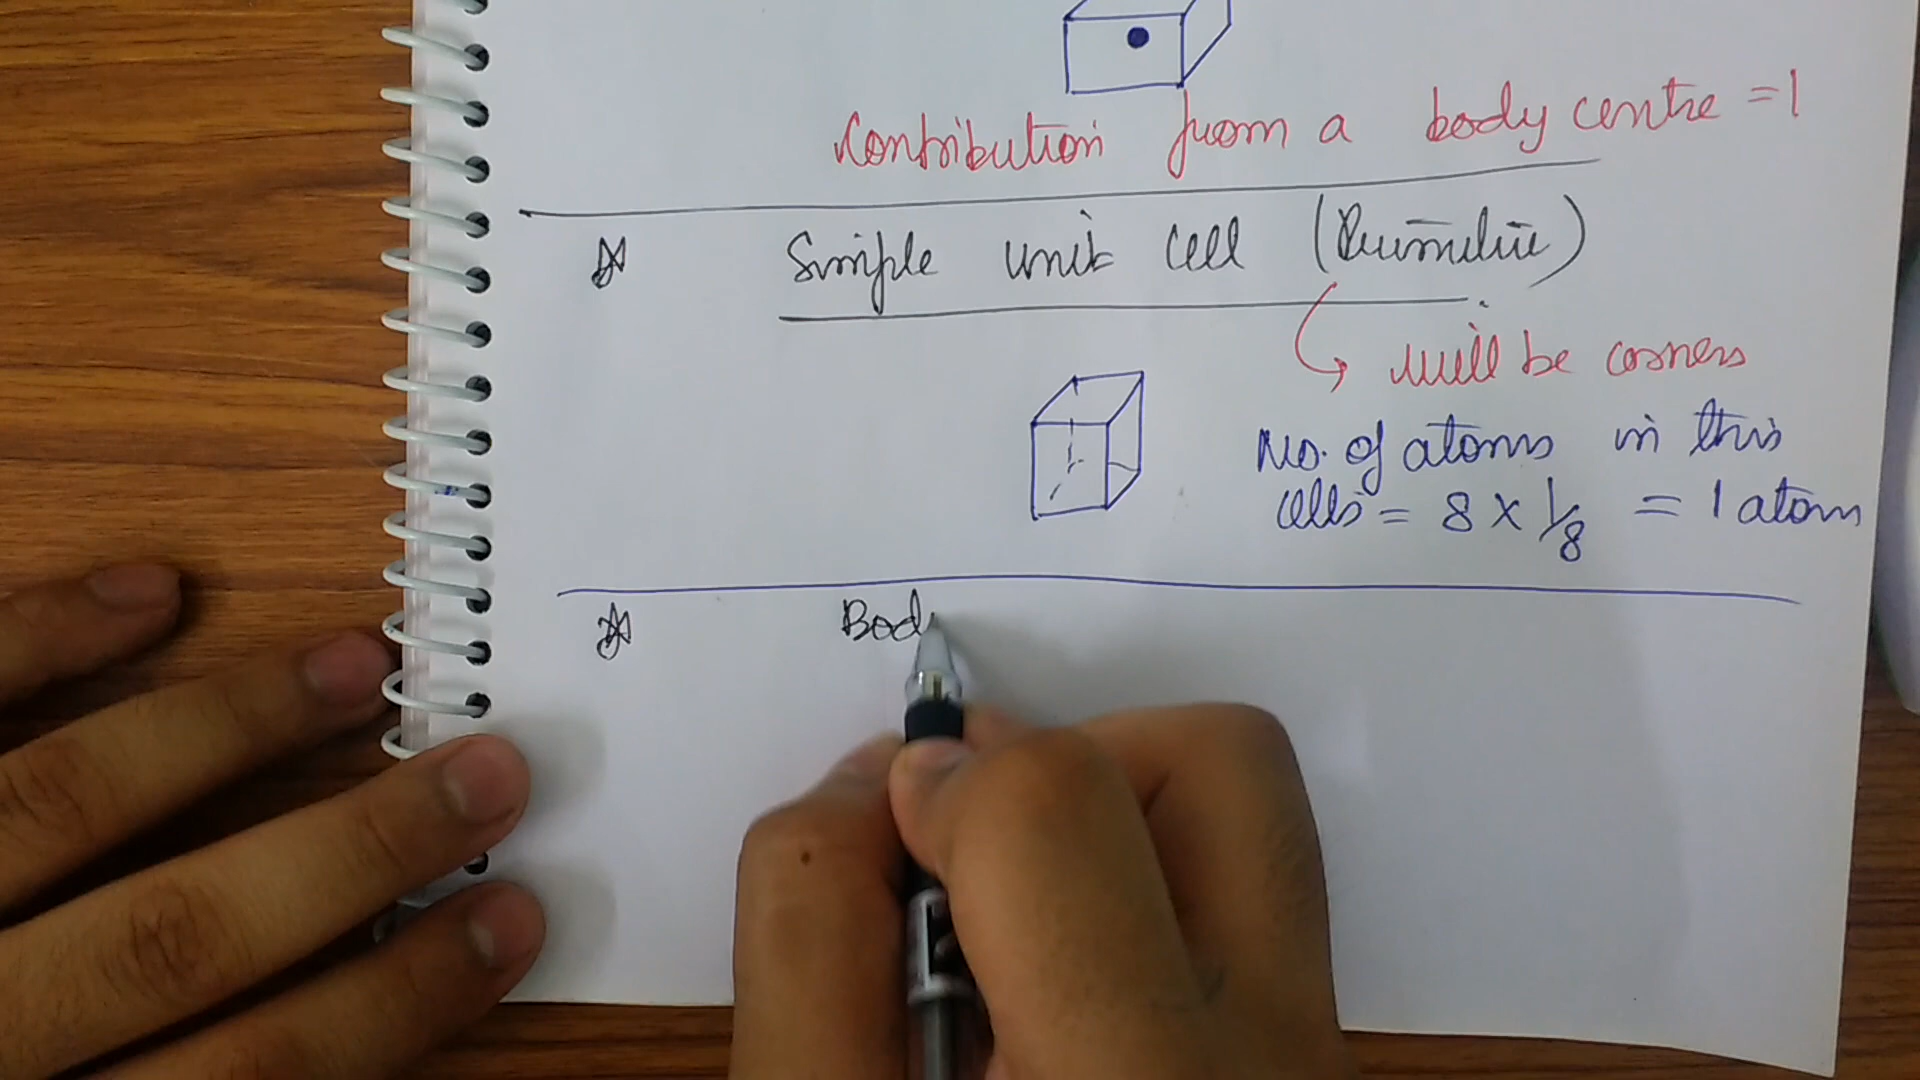 Contribution from a body centre = 1
Simple unit cell (Primitive)
will be corners
No. of atoms in this
cells = 8 × 1/8 = 1 atom
Bod